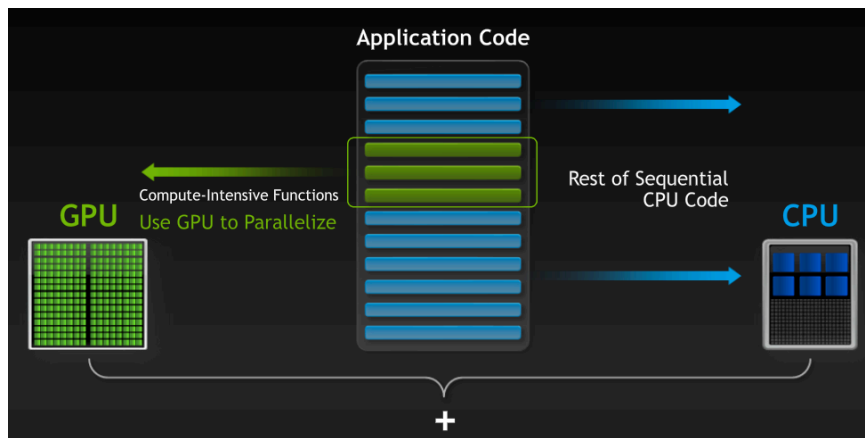 Application Code
Compute-Intensive Functions
Use GPU to Parallelize
GPU
Rest of Sequential
CPU Code
CPU
+